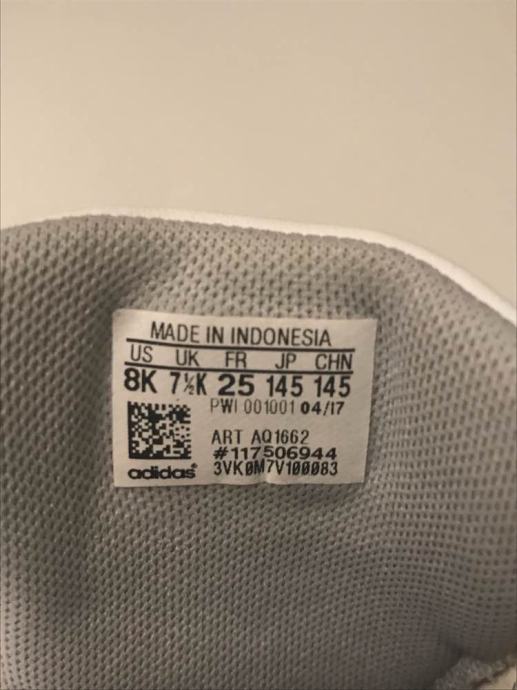 MADE IN INDONESIA
US UK FR JP CHN
8K 7½K 25 145 145
PWI 001001 04/17
ART AQ1662
#117506944
adidas® 3VK0M7V100083